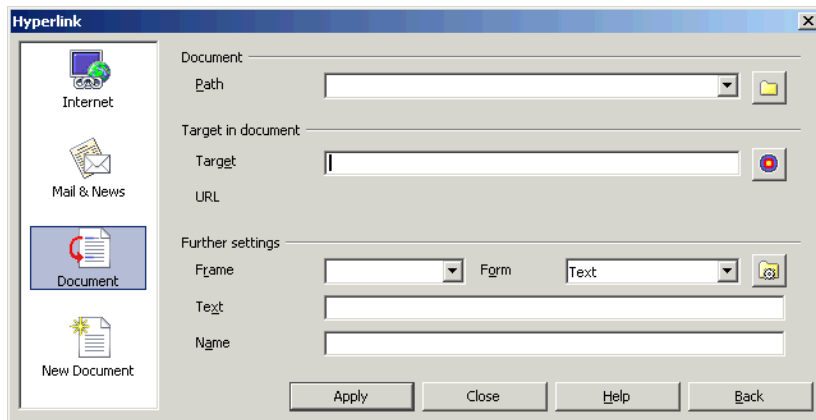 Hyperlink
Internet
Mail & News
Document
New Document
Document
Path
Target in document
Target
URL
Further settings
Frame
Form
Text
Text
Name
Apply
Close
Help
Back